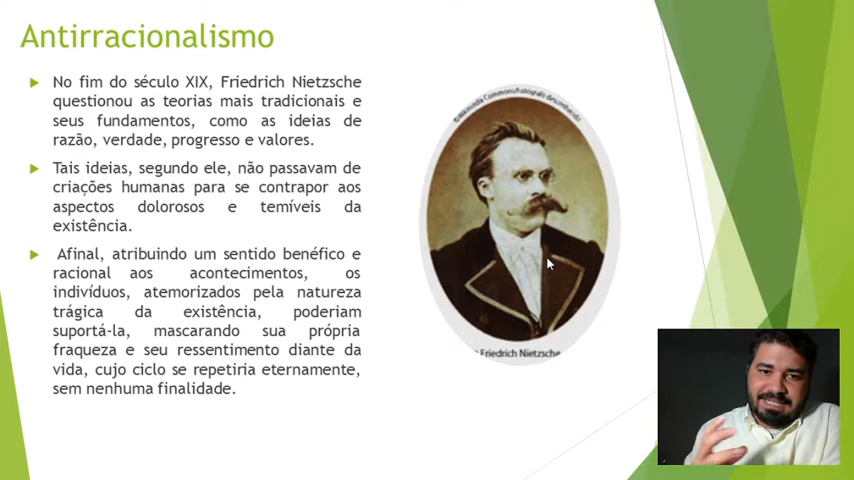 Antirracionalismo
No fim do século XIX, Friedrich Nietzsche
questionou as teorias mais tradicionais e
seus fundamentos, como as ideias de
razão, verdade, progresso e valores.
Tais ideias, segundo ele, não passavam de
criações humanas para se contrapor aos
aspectos dolorosos e temíveis da
existência.
Afinal, atribuindo um sentido benéfico e
racional aos acontecimentos, os
indivíduos, atemorizados pela natureza
trágica da existência, poderiam
suportá-la, mascarando sua própria
fraqueza e seu ressentimento diante da
vida, cujo ciclo se repetiria eternamente,
sem nenhuma finalidade.
Wikimedia Commons/Fotógrafo desconhecido
Friedrich Nietzsche